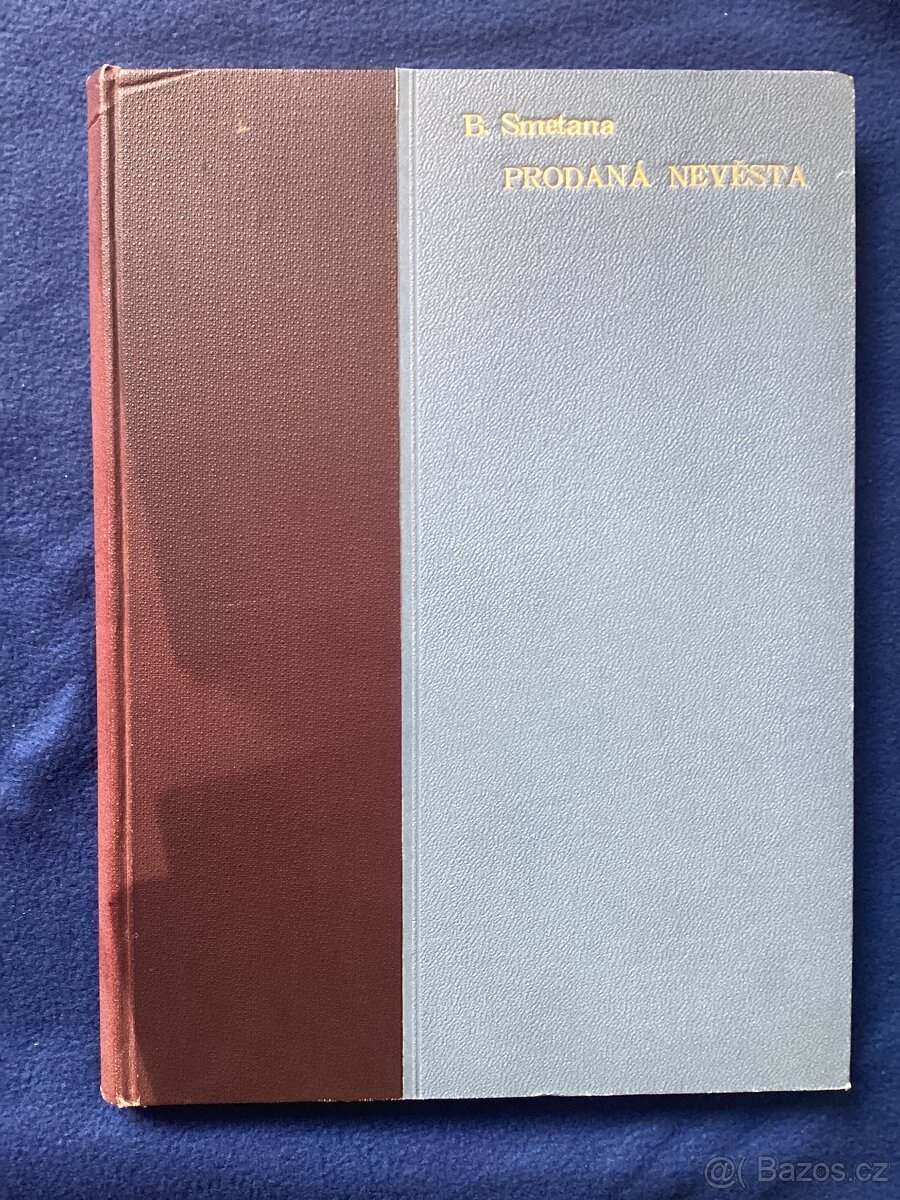 B. Smetana
PRODANÁ NEVĚSTA
@( Bazos.cz